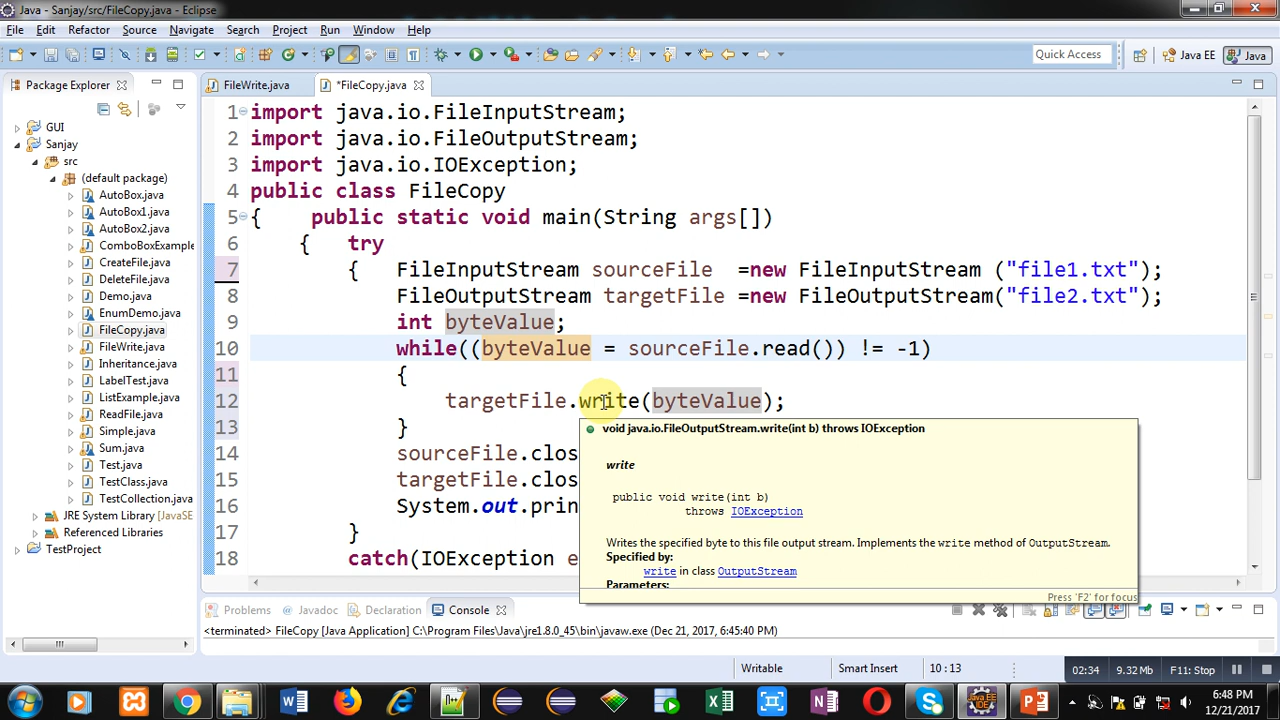 Java - Sanjay/src/FileCopy.java - Eclipse
File Edit Refactor Source Navigate Search Project Run Window Help
Quick Access
Java EE
Java
Package Explorer
FileWrite.java
*FileCopy.java
GUI
Sanjay
src
(default package)
AutoBox.java
AutoBox1.java
AutoBox2.java
ComboBoxExample
CreateFile.java
DeleteFile.java
Demo.java
EnumDemo.java
FileCopy.java
FileWrite.java
Inheritance.java
LabelTest.java
ListExample.java
ReadFile.java
Simple.java
Sum.java
Test.java
TestClass.java
TestCollection.java
JRE System Library [JavaSE
Referenced Libraries
TestProject
1 import java.io.FileInputStream;
2 import java.io.FileOutputStream;
3 import java.io.IOException;
4 public class FileCopy
5 { public static void main(String args[])
6 { try
7 { FileInputStream sourceFile =new FileInputStream ("file1.txt");
8 FileOutputStream targetFile =new FileOutputStream("file2.txt");
9 int byteValue;
10 while((byteValue = sourceFile.read()) != -1)
11 {
12 targetFile.write(byteValue);
13 }
14 sourceFile.clos
15 targetFile.clos
16 System.out.prin
17 }
18 catch(IOException e
void java.io.FileOutputStream.write(int b) throws IOException
write
public void write(int b)
throws IOException
Writes the specified byte to this file output stream. Implements the write method of OutputStream.
Specified by:
write in class OutputStream
Parameters:
Press 'F2' for focus
Problems Javadoc Declaration Console
<terminated> FileCopy [Java Application] C:\Program Files\Java\jre1.8.0_45\bin\javaw.exe (Dec 21, 2017, 6:45:40 PM)
Writable
Smart Insert
10 : 13
02:34 9.32 Mb F11: Stop
6:48 PM
12/21/2017